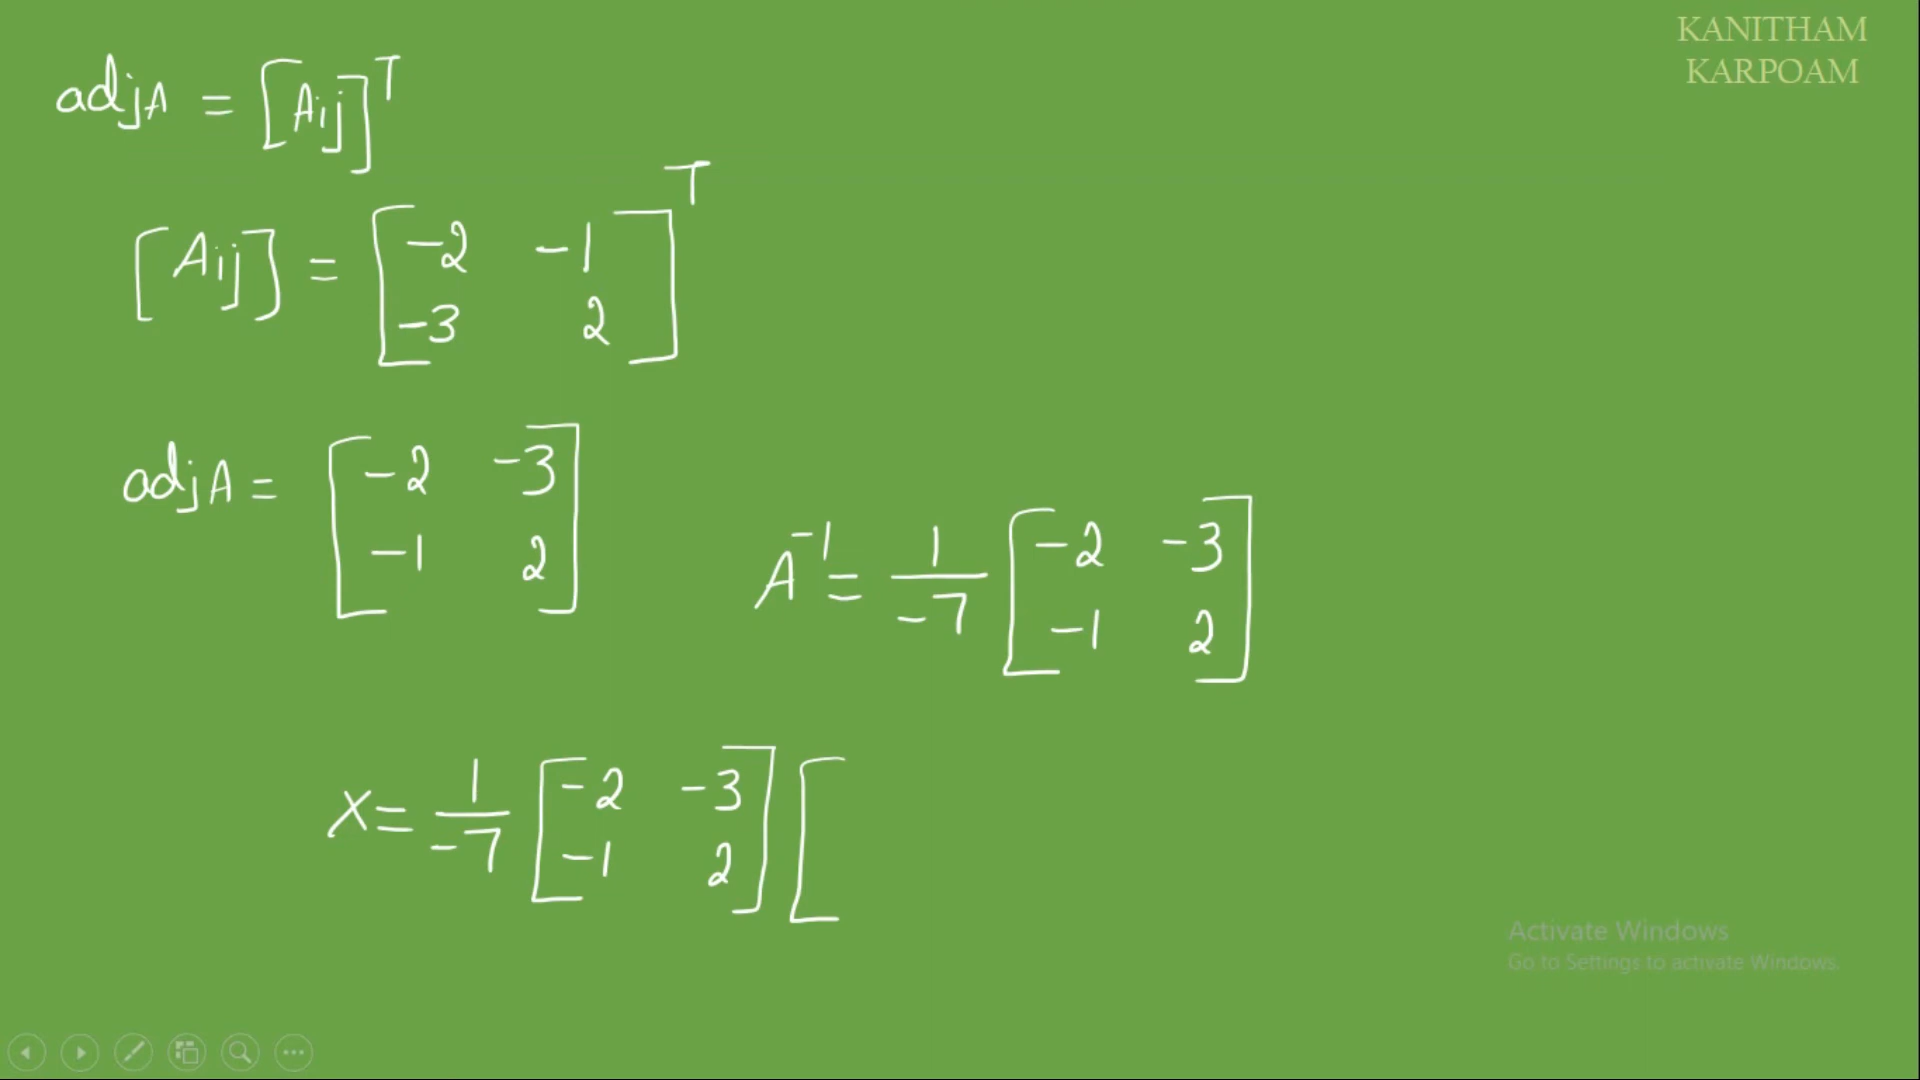 KANITHAM
KARPOAM
adjA = [Aij]^T
[Aij] = [-2 -1
-3 2]^T
adjA = [-2 -3
-1 2]
A^-1 = 1/-7 [-2 -3
-1 2]
X = 1/-7 [-2 -3
-1 2] [
Activate Windows
Go to Settings to activate Windows.